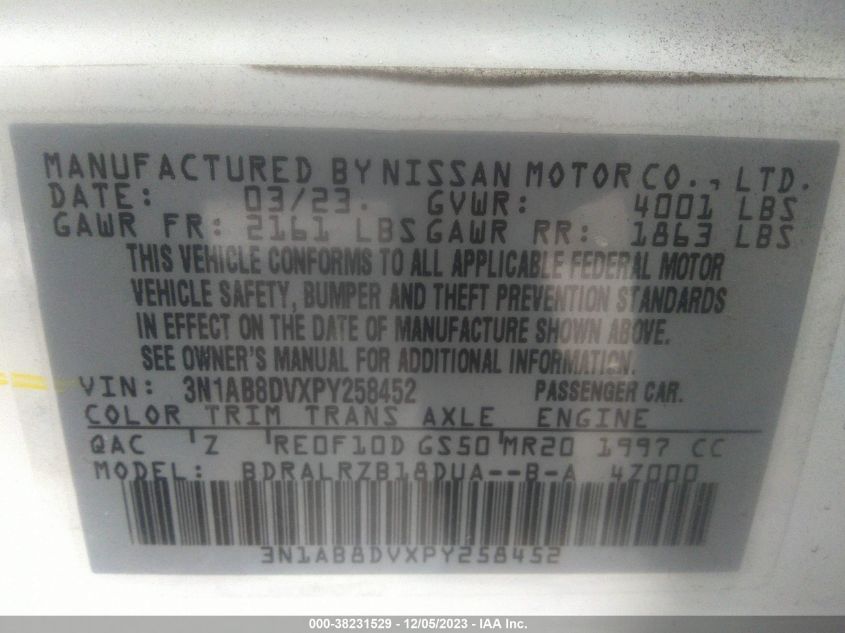 MANUFACTURED BY NISSAN MOTOR CO., LTD.
DATE: 03/23. GVWR: 4001 LBS
GAWR FR: 2161 LBS GAWR RR: 1863 LBS
THIS VEHICLE CONFORMS TO ALL APPLICABLE FEDERAL MOTOR
VEHICLE SAFETY, BUMPER AND THEFT PREVENTION STANDARDS
IN EFFECT ON THE DATE OF MANUFACTURE SHOWN ABOVE.
SEE OWNER'S MANUAL FOR ADDITIONAL INFORMATION.
VIN: 3N1AB8DVXPY258452 PASSENGER CAR.
COLOR TRIM TRANS AXLE ENGINE
QAC Z RE0F10D GS50 MR20 1997 CC
MODEL: BDRALRZB18DUA--B-A 4Z000
3N1AB8DVXPY258452
000-38231529 - 12/05/2023 - IAA Inc.